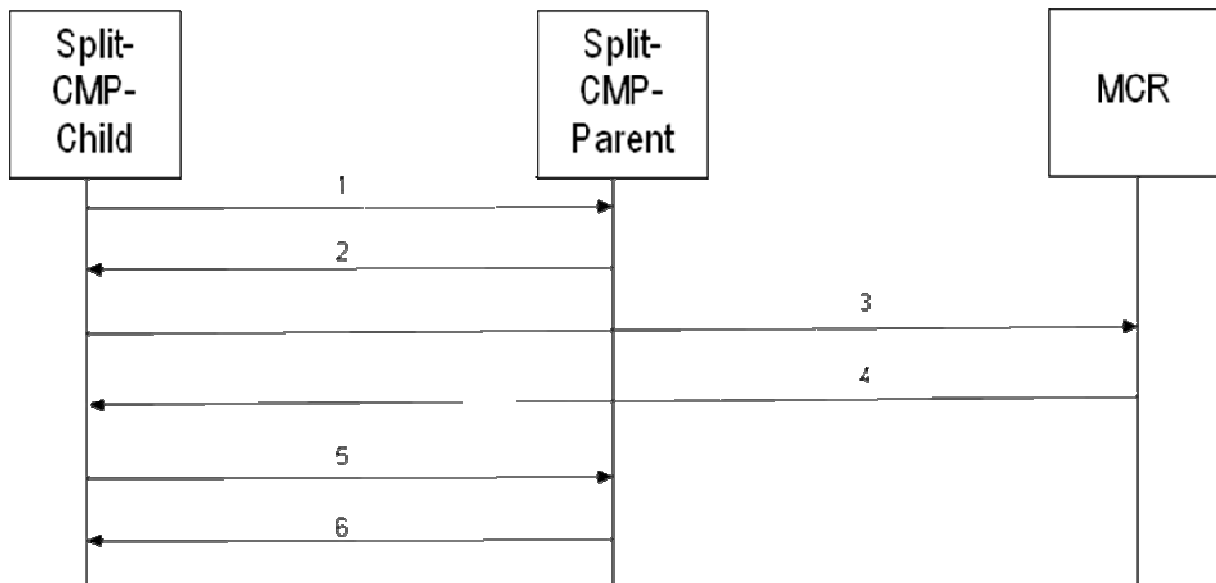 Split-
CMP-
Child
Split-
CMP-
Parent
MCR
1
2
3
4
5
6